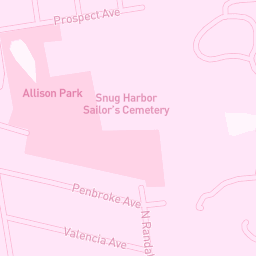 Prospect Ave
Allison Park
Snug Harbor
Sailor's Cemetery
Penbroke Ave
N Randal
Valencia Ave